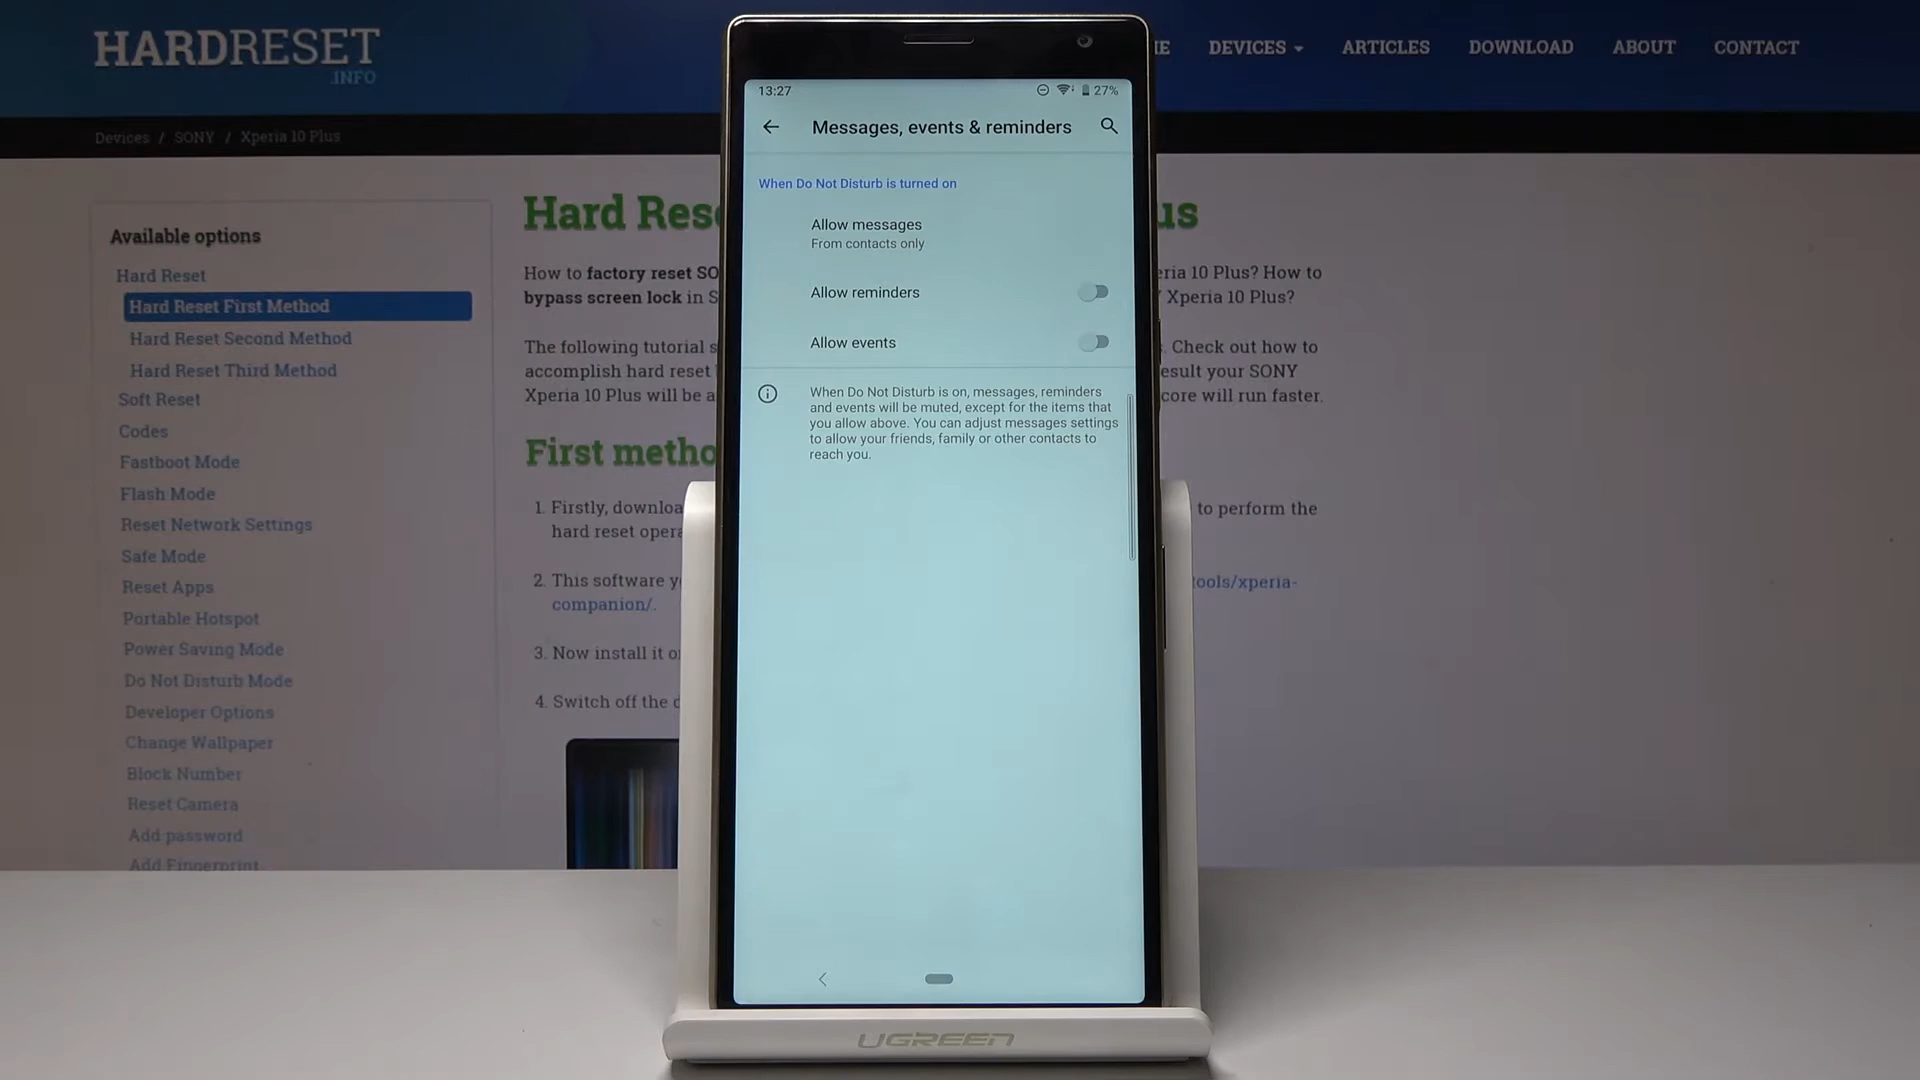 HARDRESET
.INFO
DEVICES
ARTICLES
DOWNLOAD
ABOUT
CONTACT
Devices / SONY / Xperia 10 Plus
Available options
Hard Reset
Hard Reset First Method
Hard Reset Second Method
Hard Reset Third Method
Soft Reset
Codes
Fastboot Mode
Flash Mode
Reset Network Settings
Safe Mode
Reset Apps
Portable Hotspot
Power Saving Mode
Do Not Disturb Mode
Developer Options
Change Wallpaper
Block Number
Reset Camera
Add password
Add Fingerprint
Hard
How to factory reset
bypass screen lock in
The following tutorial
accomplish hard reset
Xperia 10 Plus will be a
First
1. Firstly,
hard reset
2. This software
companion/.
3. Now install it
4. Switch off the
10 Plus? How to
Xperia 10 Plus?
. Check out how to
your SONY
will run faster.
to perform the
tools/xperia-
13:27
27%
Messages, events & reminders
When Do Not Disturb is turned on
Allow messages
From contacts only
Allow reminders
Allow events
When Do Not Disturb is on, messages, reminders
and events will be muted, except for the items that
you allow above. You can adjust messages settings
to allow your friends, family or other contacts to
reach you.
UGREEN